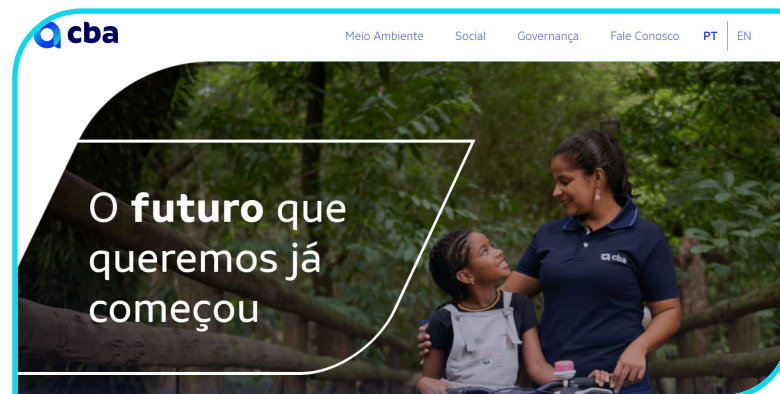 cba
Meio Ambiente Social Governança Fale Conosco PT EN
O futuro que
queremos já
começou
cba